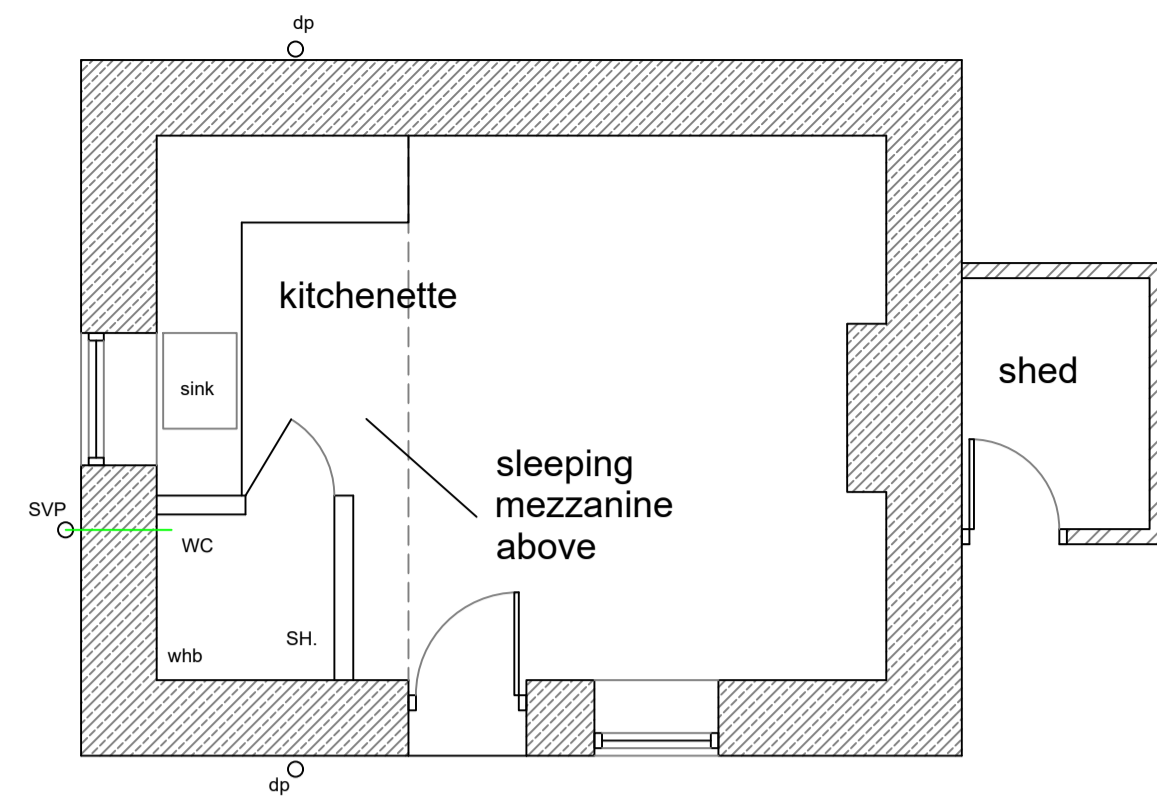 dp
kitchenette
shed
sink
sleeping
mezzanine
above
SVP
WC
SH.
whb
dp